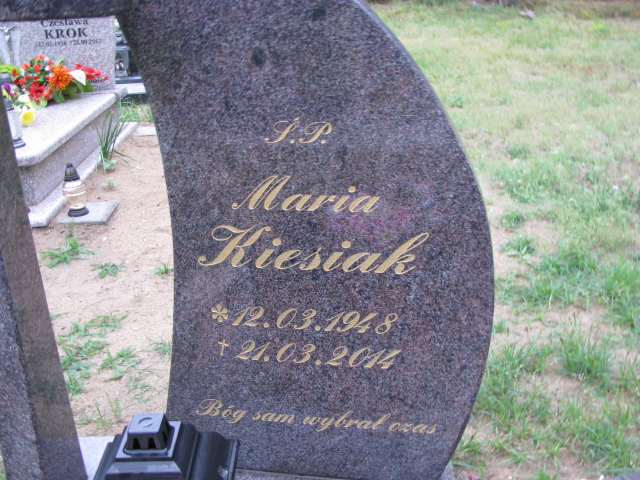 Czesława
KROK
Ś.P.
Maria
Kiesiak
*12.03.1948
†21.03.2014
Bóg sam wybrał czas